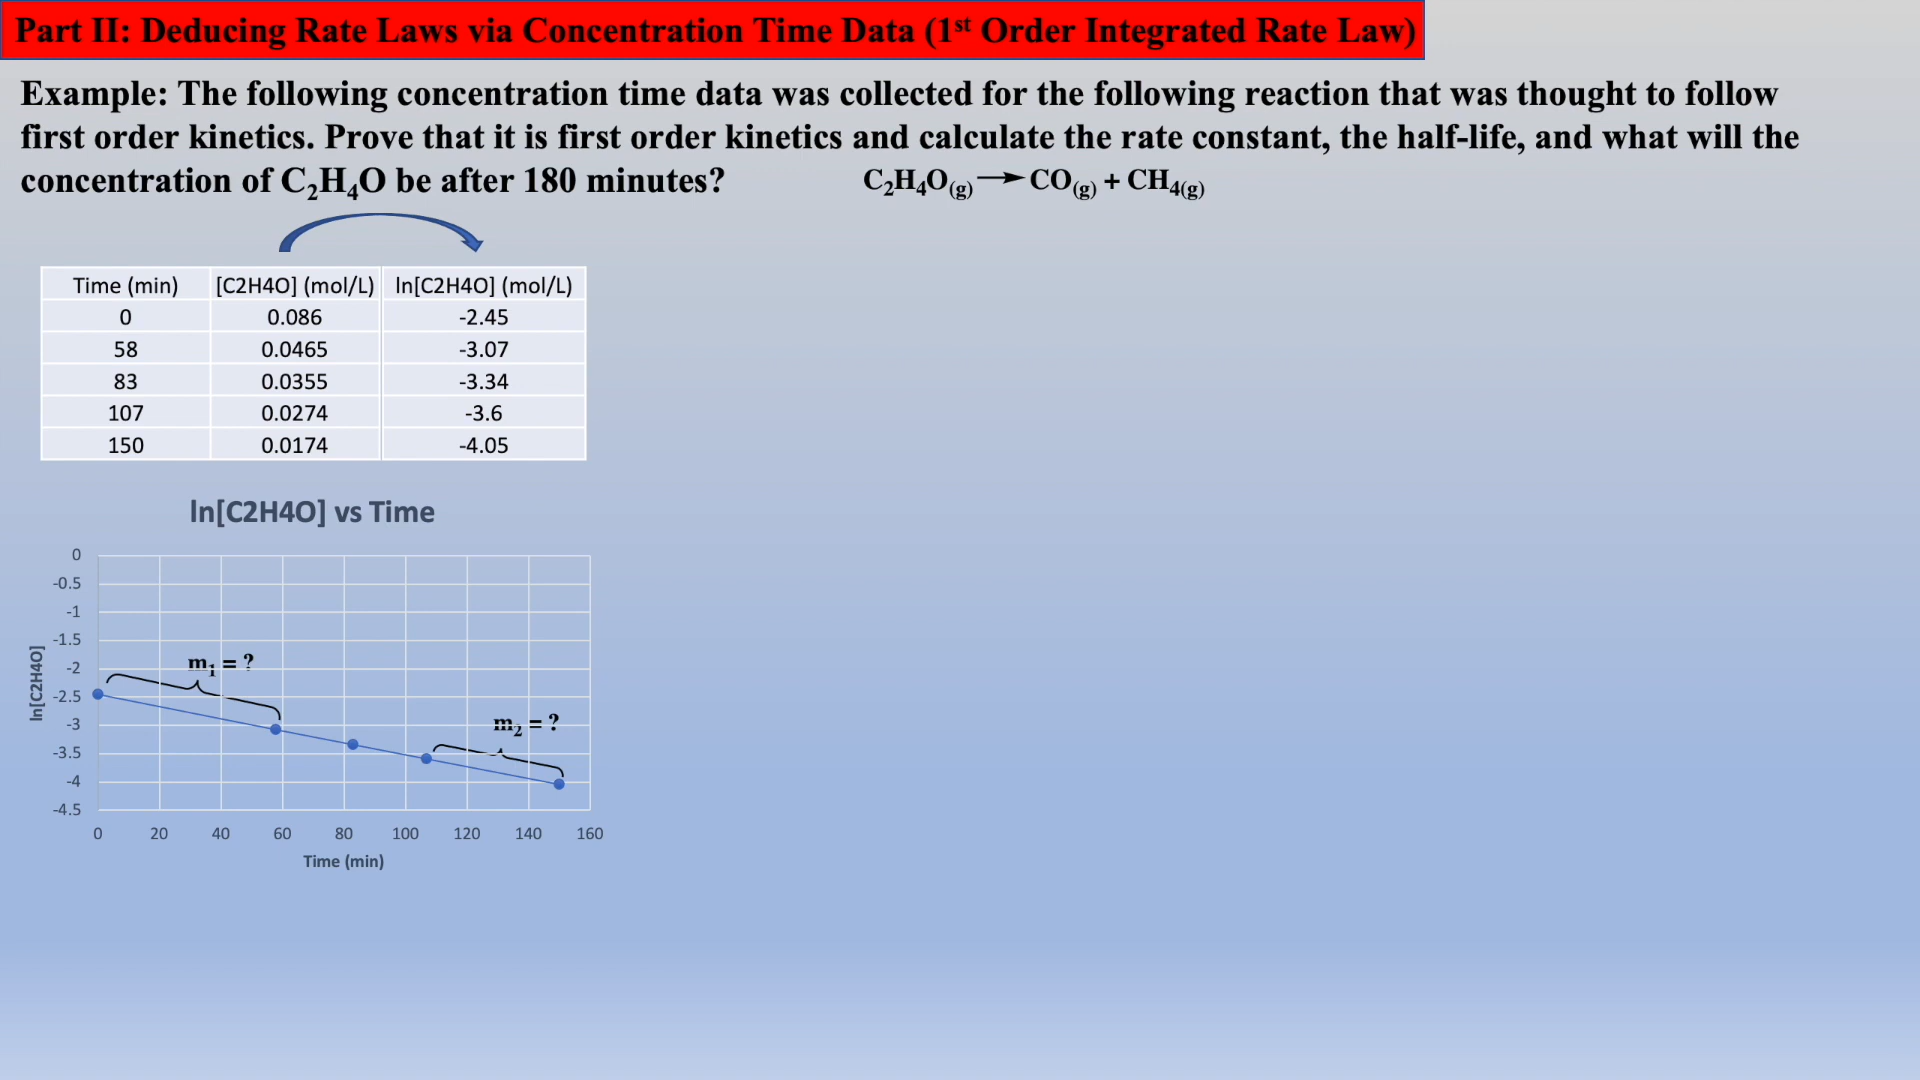 Part II: Deducing Rate Laws via Concentration Time Data (1st Order Integrated Rate Law)
Example: The following concentration time data was collected for the following reaction that was thought to follow
first order kinetics. Prove that it is first order kinetics and calculate the rate constant, the half-life, and what will the
concentration of C₂H₄O be after 180 minutes?
C₂H₄O(g) ⟶ CO(g) + CH₄(g)
Time (min) [C2H4O] (mol/L) ln[C2H4O] (mol/L)
0 0.086 -2.45
58 0.0465 -3.07
83 0.0355 -3.34
107 0.0274 -3.6
150 0.0174 -4.05
ln[C2H4O] vs Time
ln[C2H4O]
0
-0.5
-1
-1.5
-2
-2.5
-3
-3.5
-4
-4.5
m₁ = ?
m₂ = ?
0 20 40 60 80 100 120 140 160
Time (min)